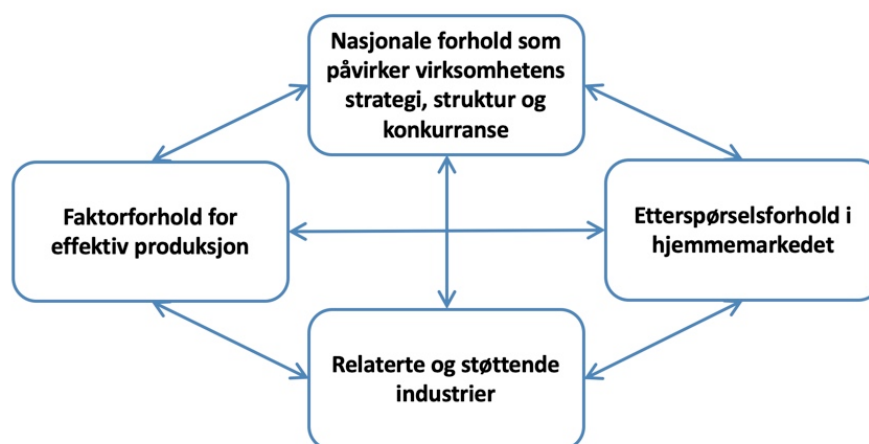 Nasjonale forhold som
påvirker virksomhetens
strategi, struktur og
konkurranse
Faktorforhold for
effektiv produksjon
Etterspørselsforhold i
hjemmemarkedet
Relaterte og støttende
industrier